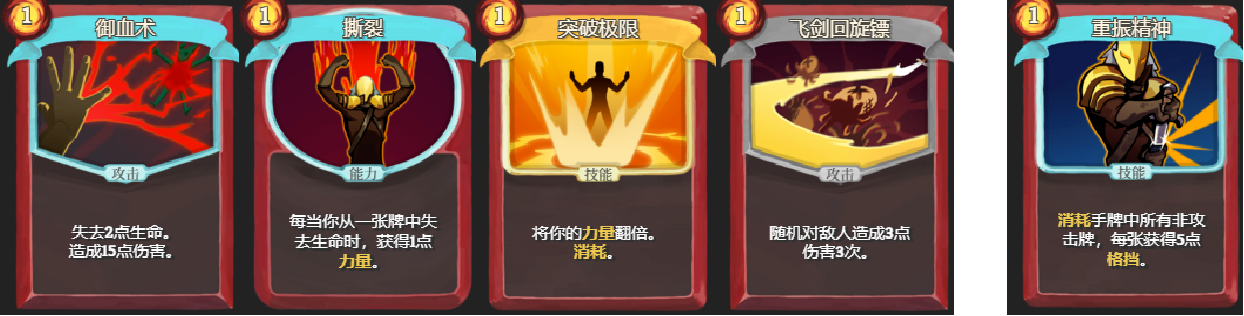 1
御血术
攻击
失去2点生命。
造成15点伤害。
1
撕裂
能力
每当你从一张牌中失
去生命时，获得1点
力量。
1
突破极限
技能
将你的力量翻倍。
消耗。
1
飞剑回旋镖
攻击
随机对敌人造成3点
伤害3次。
1
重振精神
技能
消耗手牌中所有非攻
击牌，每张获得5点
格挡。